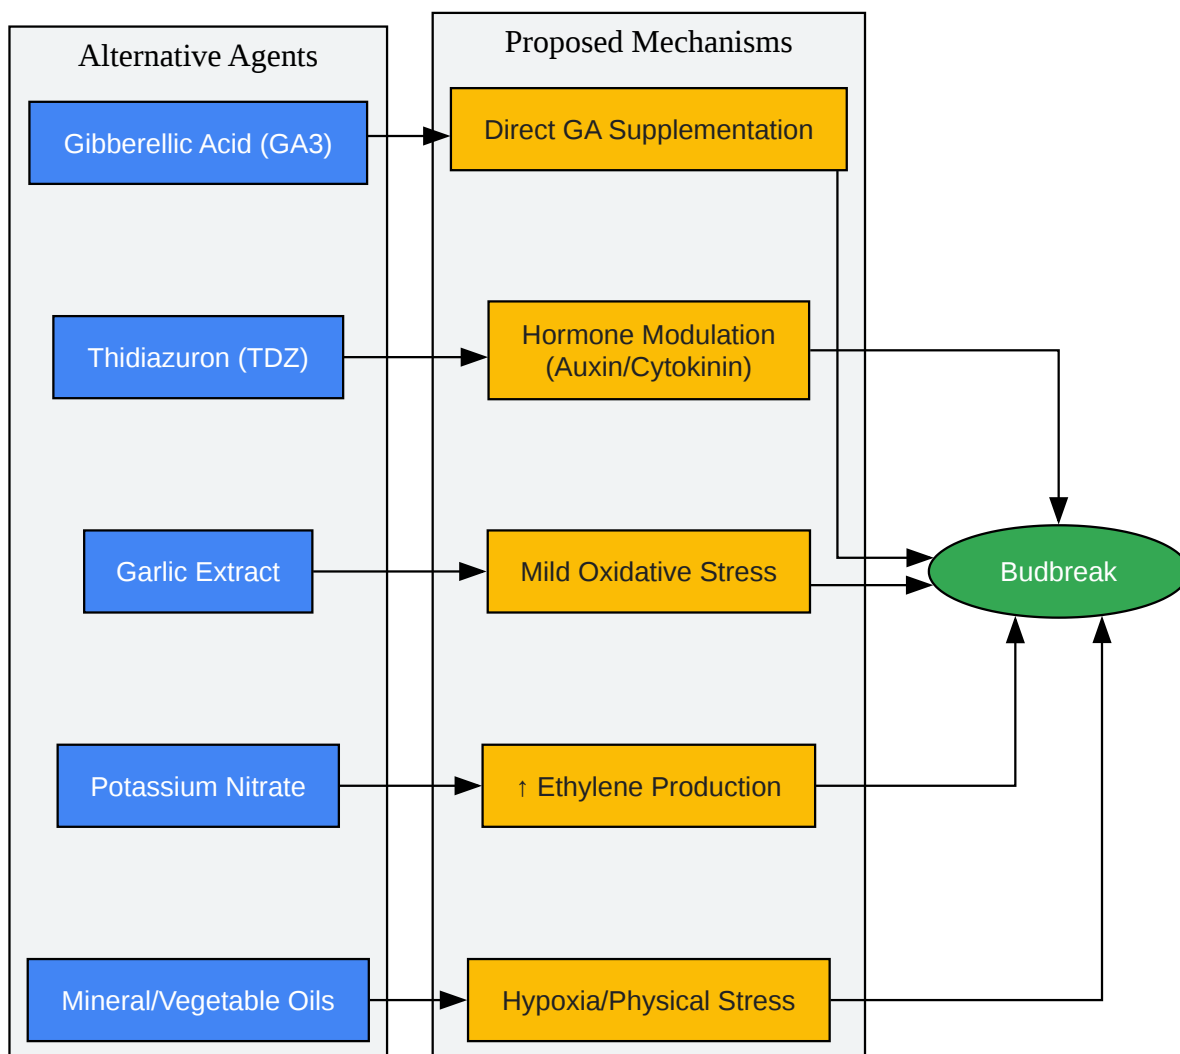 Alternative Agents
Proposed Mechanisms
Gibberellic Acid (GA3)
Direct GA Supplementation
Thidiazuron (TDZ)
Hormone Modulation
(Auxin/Cytokinin)
Garlic Extract
Mild Oxidative Stress
Budbreak
Potassium Nitrate
↑ Ethylene Production
Mineral/Vegetable Oils
Hypoxia/Physical Stress